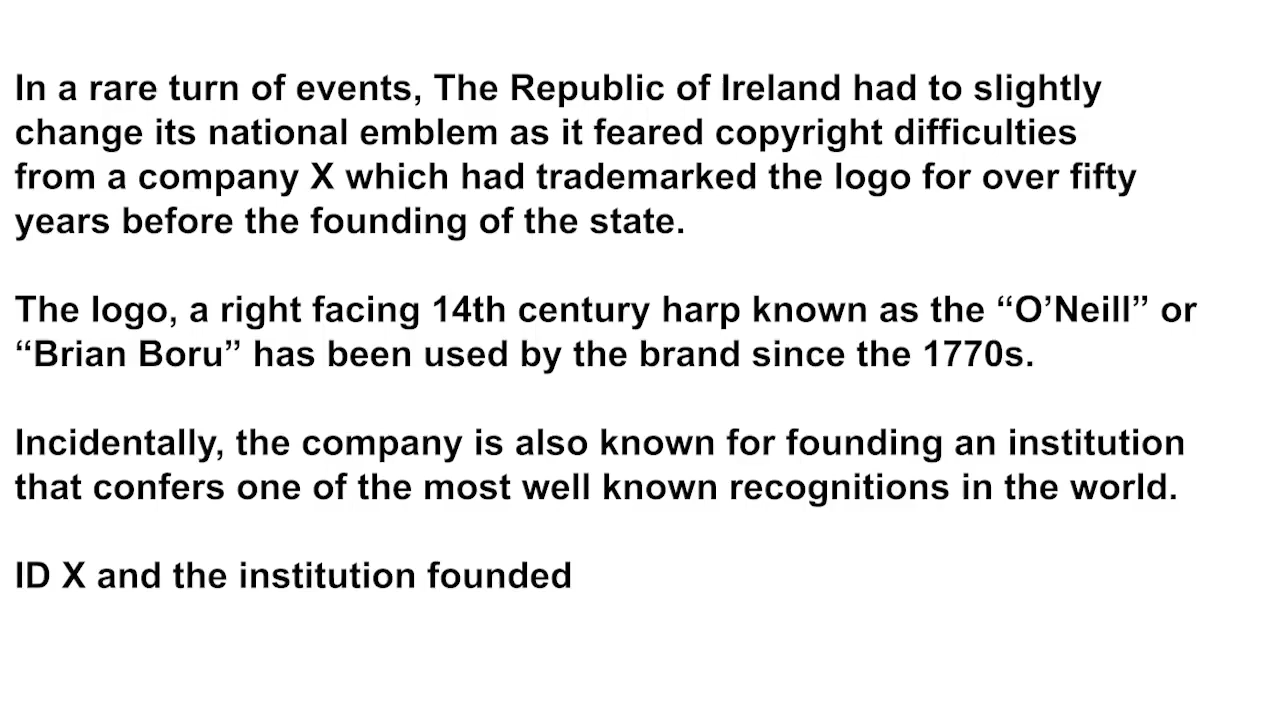 In a rare turn of events, The Republic of Ireland had to slightly
change its national emblem as it feared copyright difficulties
from a company X which had trademarked the logo for over fifty
years before the founding of the state.
The logo, a right facing 14th century harp known as the “O’Neill” or
“Brian Boru” has been used by the brand since the 1770s.
Incidentally, the company is also known for founding an institution
that confers one of the most well known recognitions in the world.
ID X and the institution founded